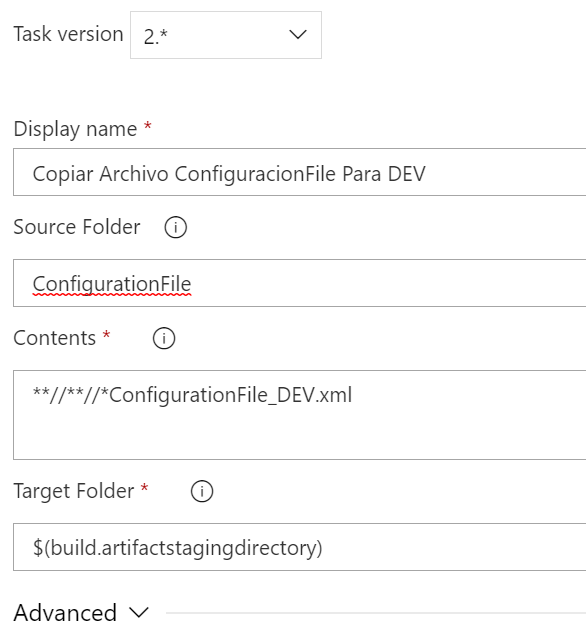 Task version 2.*
Display name *
Copiar Archivo ConfiguracionFile Para DEV
Source Folder
ConfigurationFile
Contents *
**//**//*ConfigurationFile_DEV.xml
Target Folder *
$(build.artifactstagingdirectory)
Advanced